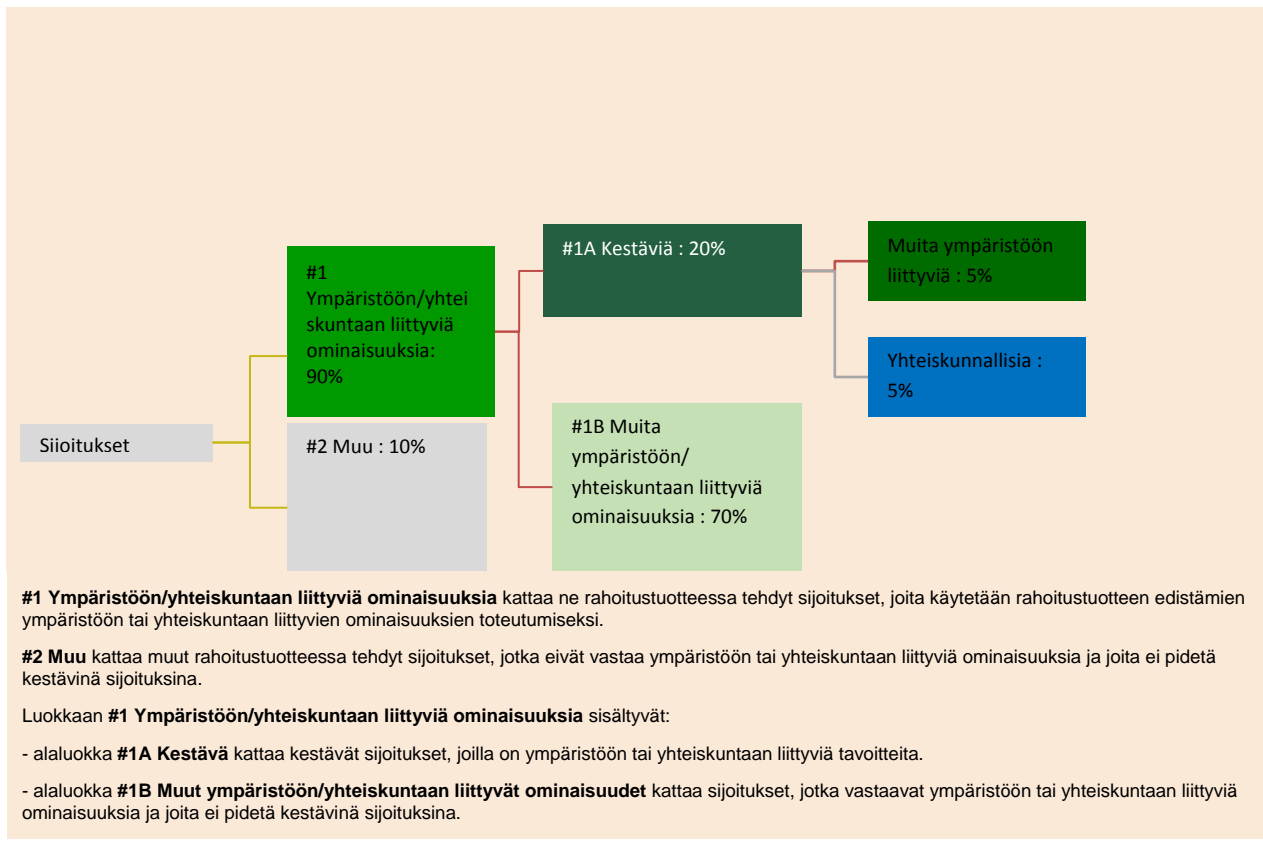 #1A Kestäviä : 20%
Muita ympäristöön
liittyviä : 5%
#1
Ympäristöön/yhtei
skuntaan liittyviä
ominaisuuksia:
90%
Yhteiskunnallisia :
5%
Siioitukset
#2 Muu : 10%
#1B Muita
ympäristöön/
yhteiskuntaan liittyviä
ominaisuuksia : 70%
#1 Ympäristöön/yhteiskuntaan liittyviä ominaisuuksia kattaa ne rahoitustuotteessa tehdyt sijoitukset, joita käytetään rahoitustuotteen edistämien
ympäristöön tai yhteiskuntaan liittyvien ominaisuuksien toteutumiseksi.
#2 Muu kattaa muut rahoitustuotteessa tehdyt sijoitukset, jotka eivät vastaa ympäristöön tai yhteiskuntaan liittyviä ominaisuuksia ja joita ei pidetä
kestävinä sijoituksina.
Luokkaan #1 Ympäristöön/yhteiskuntaan liittyviä ominaisuuksia sisältyvät:
- alaluokka #1A Kestävä kattaa kestävät sijoitukset, joilla on ympäristöön tai yhteiskuntaan liittyviä tavoitteita.
- alaluokka #1B Muut ympäristöön/yhteiskuntaan liittyvät ominaisuudet kattaa sijoitukset, jotka vastaavat ympäristöön tai yhteiskuntaan liittyviä
ominaisuuksia ja joita ei pidetä kestävinä sijoituksina.